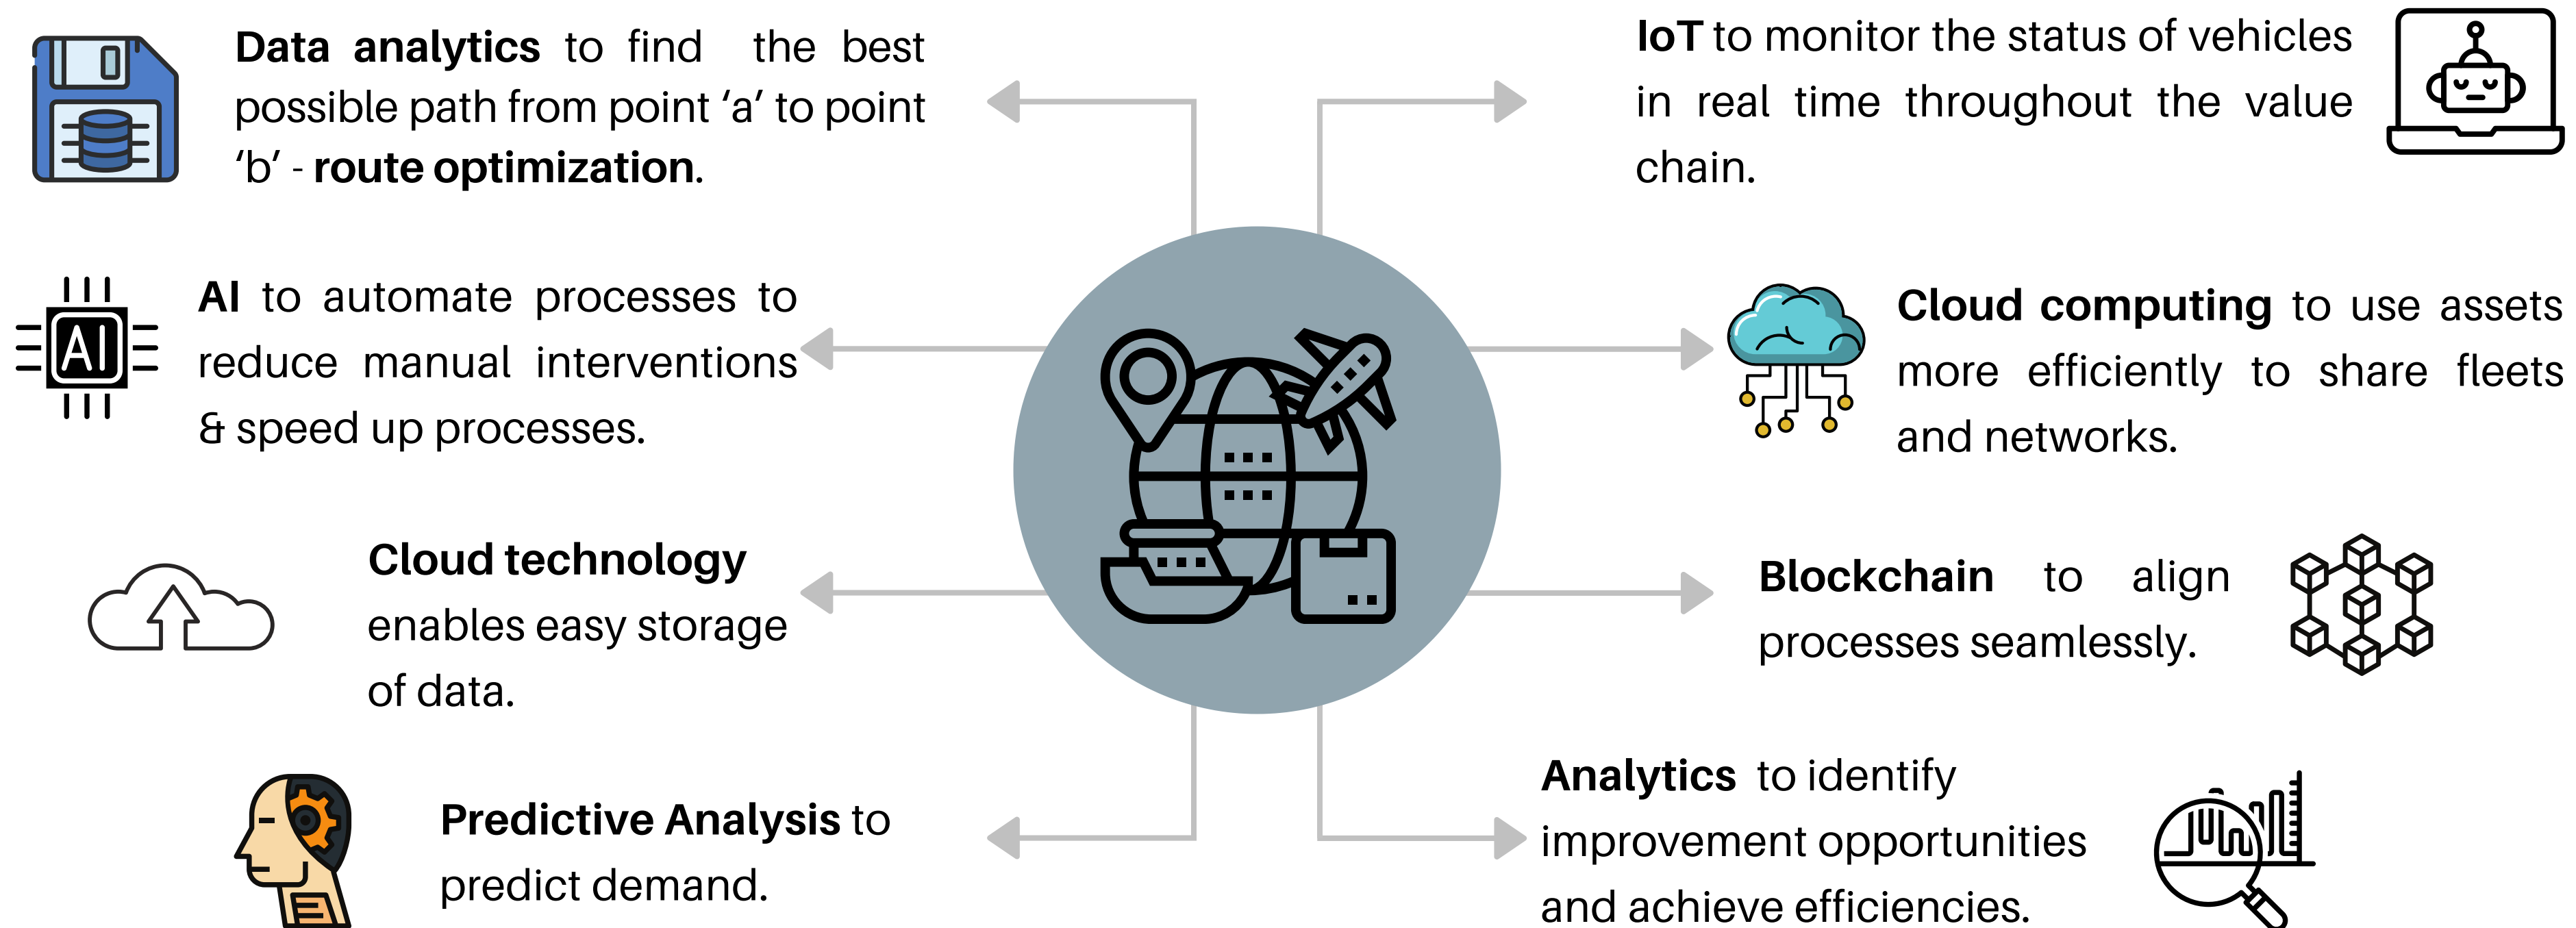 Data analytics to find the best
possible path from point ‘a’ to point
‘b’ - route optimization.
AI to automate processes to
reduce manual interventions
& speed up processes.
AI
Cloud technology
enables easy storage
of data.
Predictive Analysis to
predict demand.
IoT to monitor the status of vehicles
in real time throughout the value
chain.
Cloud computing to use assets
more efficiently to share fleets
and networks.
Blockchain to align
processes seamlessly.
Analytics to identify
improvement opportunities
and achieve efficiencies.